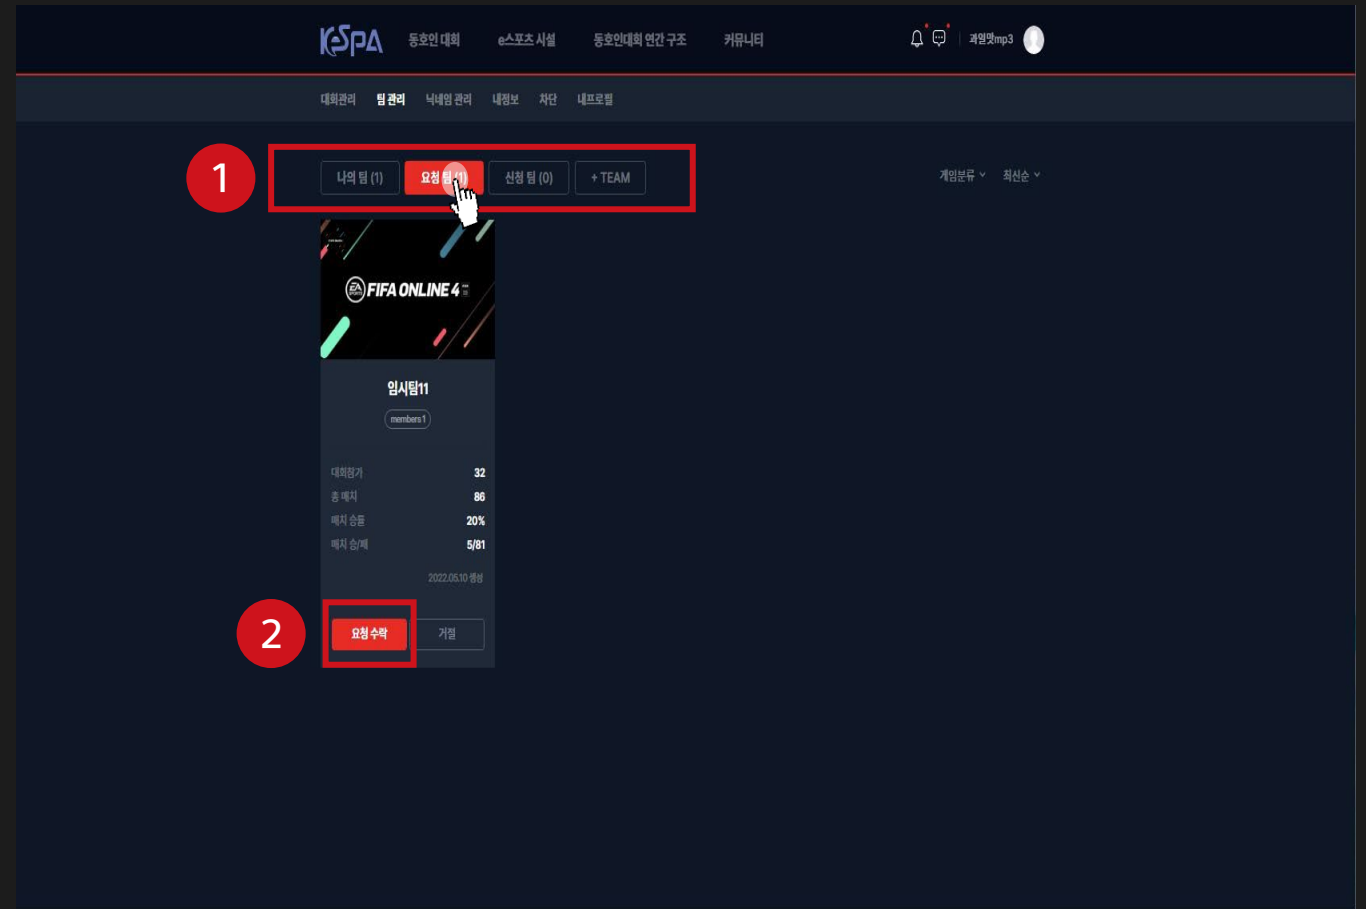 KeSPA 동호인 대회 e스포츠 시설 동호인대회 연간 구조 커뮤니티 과일맛mp3
대회관리 팀 관리 닉네임 관리 내정보 차단 내프로필
1 나의 팀 (1) 요청 팀 (1) 신청 팀 (0) + TEAM 게임분류 최신순
EA SPORTS FIFA ONLINE 4
임시팀11
members 1
대회참가 32
총 매치 86
매치 승률 20%
매치 승/패 5/81
2022.05.10 생성
2 요청 수락 거절